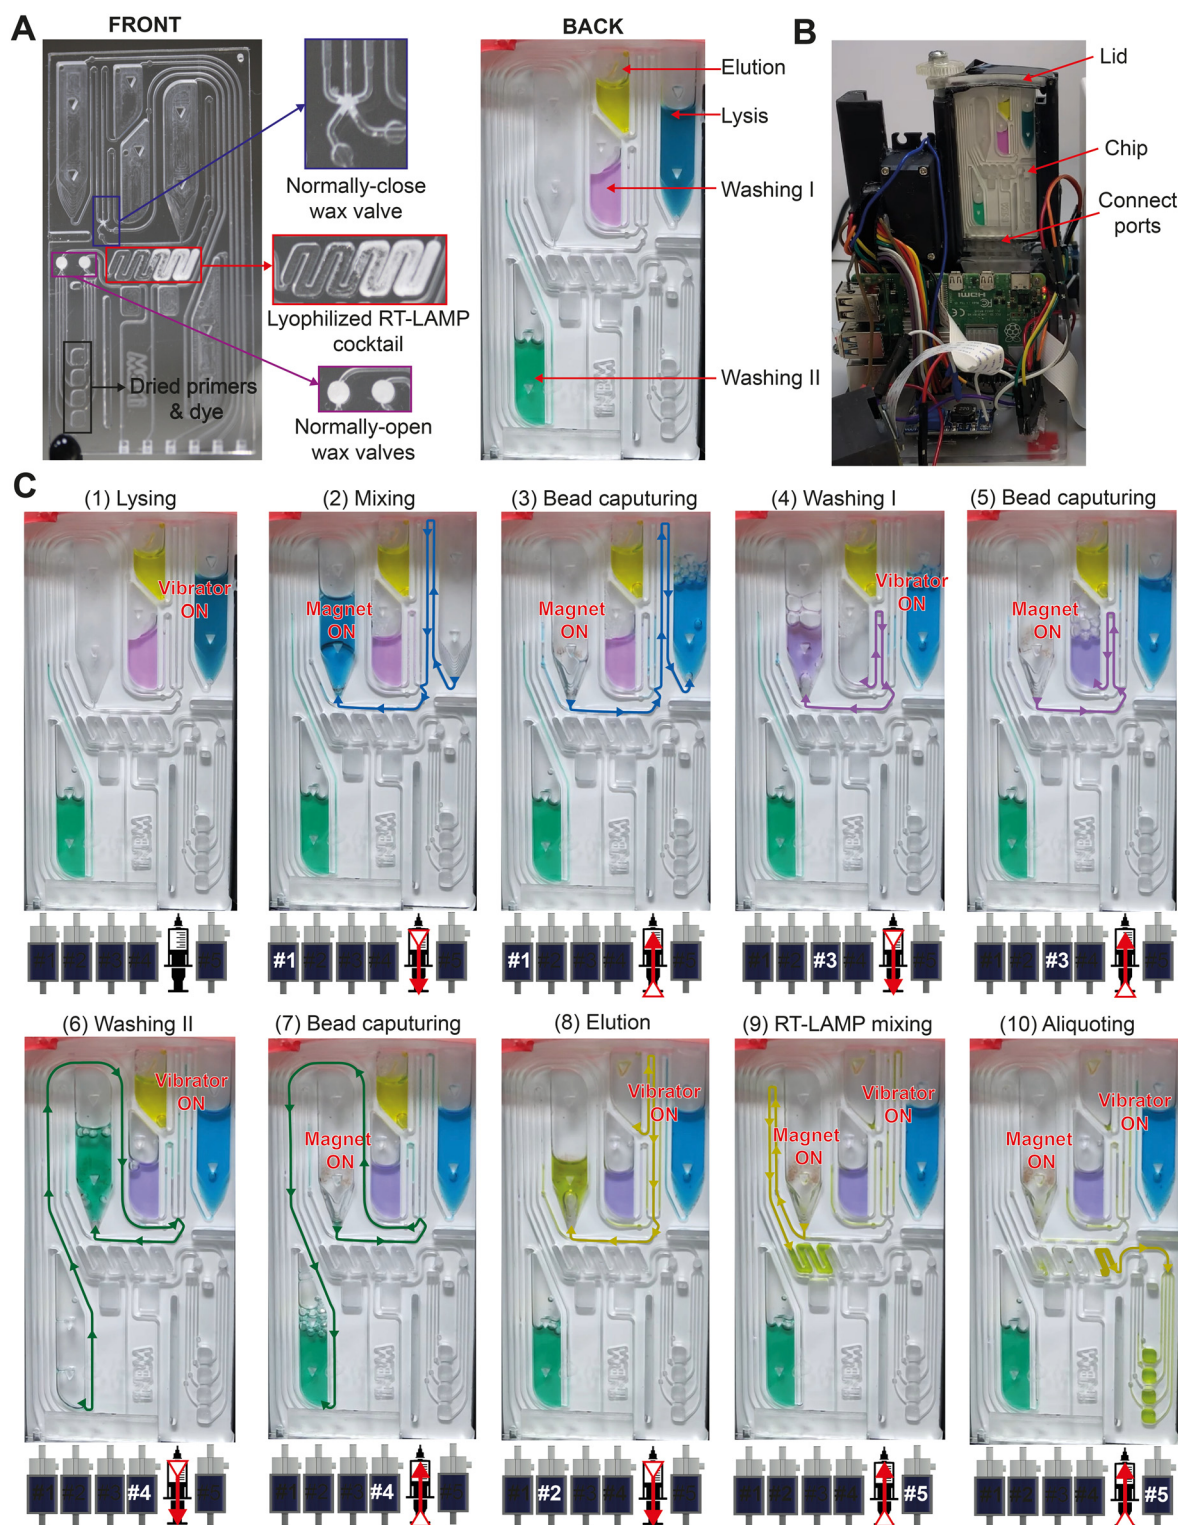 A
FRONT
BACK
B
Elution
Lysis
Washing I
Washing II
Normally-close
wax valve
Lyophilized RT-LAMP
cocktail
Dried primers
& dye
Normally-open
wax valves
Lid
Chip
Connect
ports
HDMI
C
(1) Lysing
(2) Mixing
(3) Bead caputuring
(4) Washing I
(5) Bead caputuring
Vibrator
ON
Magnet
ON
Magnet
ON
Vibrator
ON
Magnet
ON
#1
#1
#3
#3
(6) Washing II
(7) Bead caputuring
(8) Elution
(9) RT-LAMP mixing
(10) Aliquoting
Vibrator
ON
Magnet
ON
Vibrator
ON
Vibrator
ON
Magnet
ON
Vibrator
ON
Magnet
ON
#4
#4
#2
#5
#5